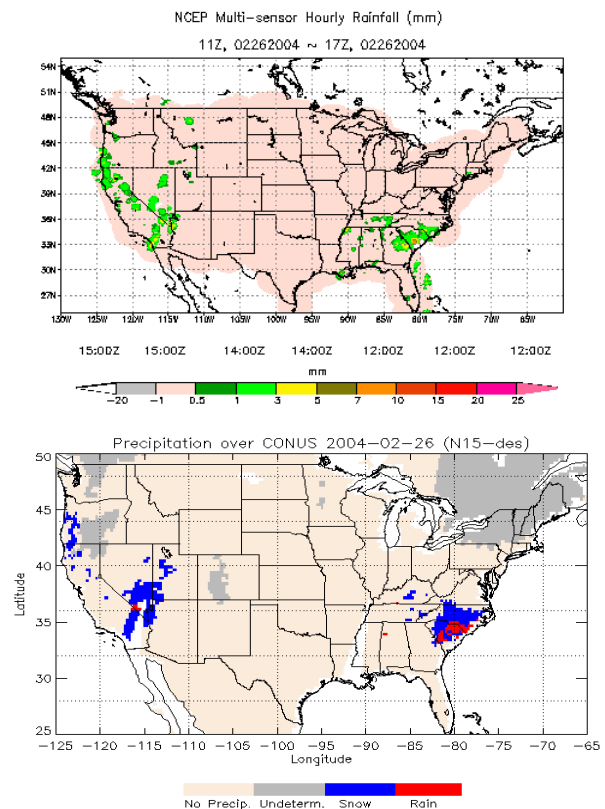 NCEP Multi-sensor Hourly Rainfall (mm)
11Z, 02262004 ~ 17Z, 02262004
54N
51N
48N
45N
42N
39N
36N
33N
30N
27N
130W 125W 120W 115W 110W 105W 100W 95W 90W 85W 80W 75W 70W 65W
15:00Z 15:00Z 14:00Z 14:00Z 12:00Z 12:00Z 12:00Z
mm
-20 -1 0.5 1 3 5 7 10 15 20 25
Precipitation over CONUS 2004-02-26 (N15-des)
50
45
40
35
30
25
Latitude
-125 -120 -115 -110 -105 -100 -95 -90 -85 -80 -75 -70 -65
Longitude
No Precip. Undeterm. Snow Rain